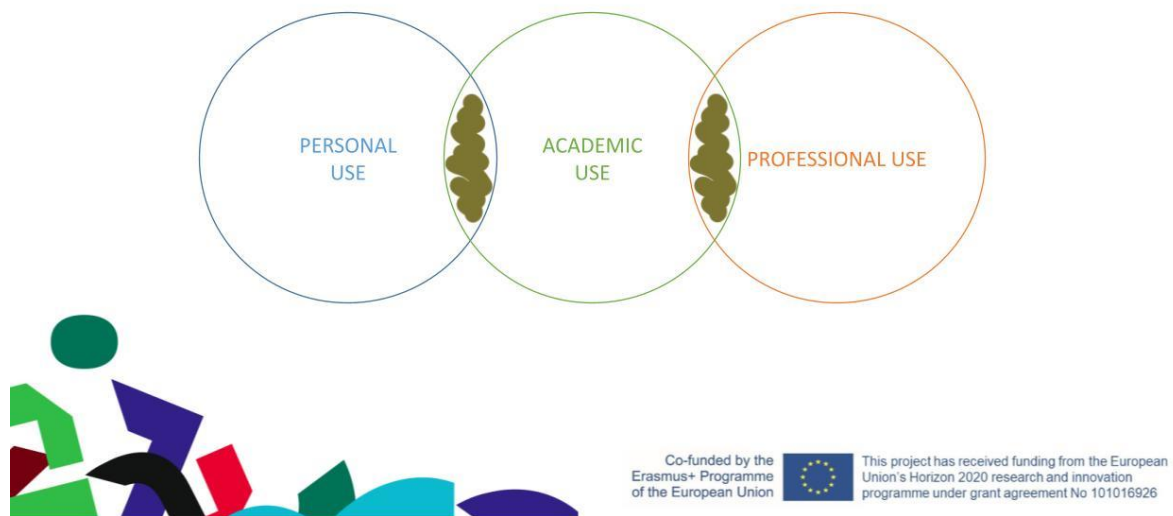 PERSONAL
USE
ACADEMIC
USE
PROFESSIONAL USE
Co-funded by the
Erasmus+ Programme
of the European Union
This project has received funding from the European
Union's Horizon 2020 research and innovation
programme under grant agreement No 101016926